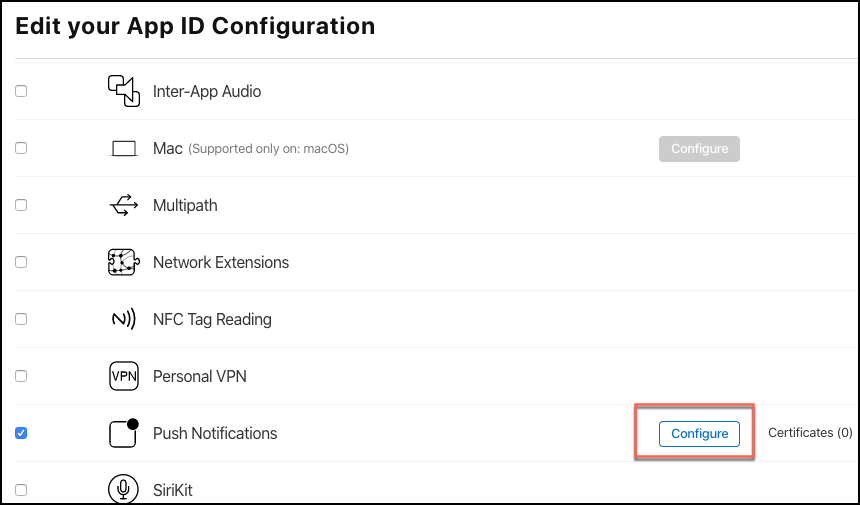 Edit your App ID Configuration
Inter-App Audio
Mac (Supported only on: macOS) Configure
Multipath
Network Extensions
NFC Tag Reading
VPN Personal VPN
Push Notifications Configure Certificates (0)
SiriKit